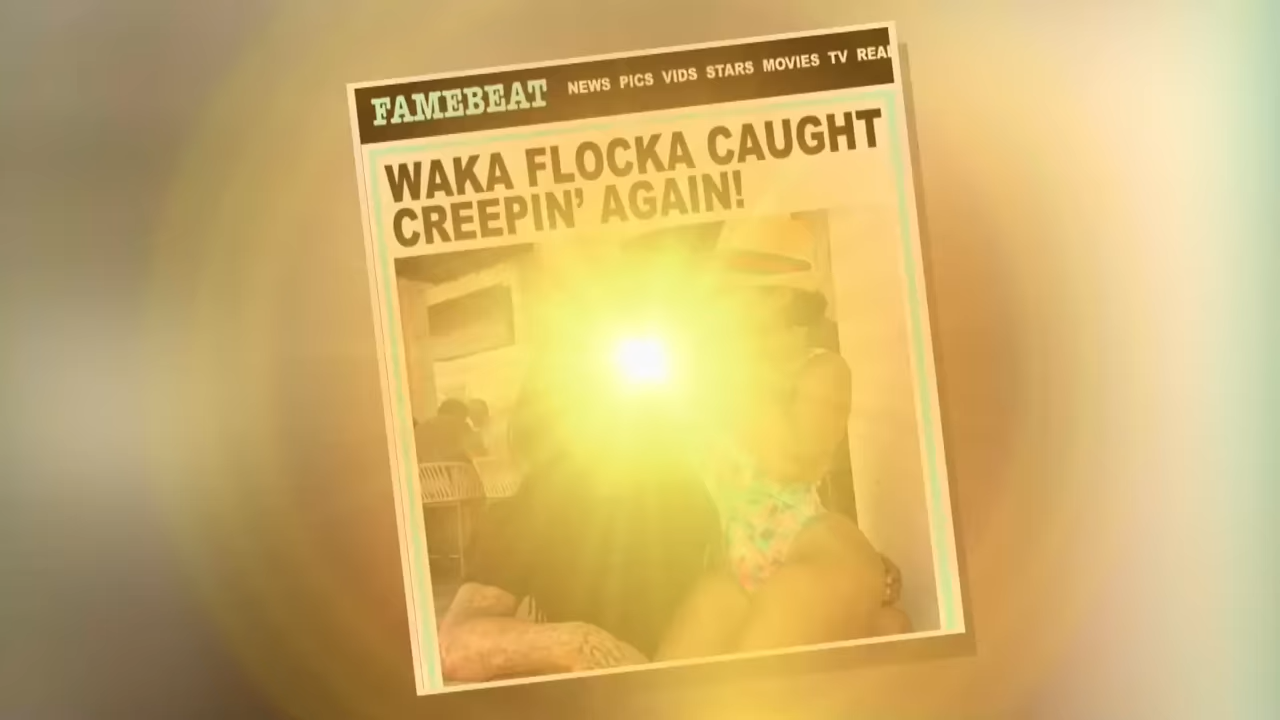 FAMEBEAT NEWS PICS VIDS STARS MOVIES TV
WAKA FLOCKA CAUGHT
CREEPIN' AGAIN!